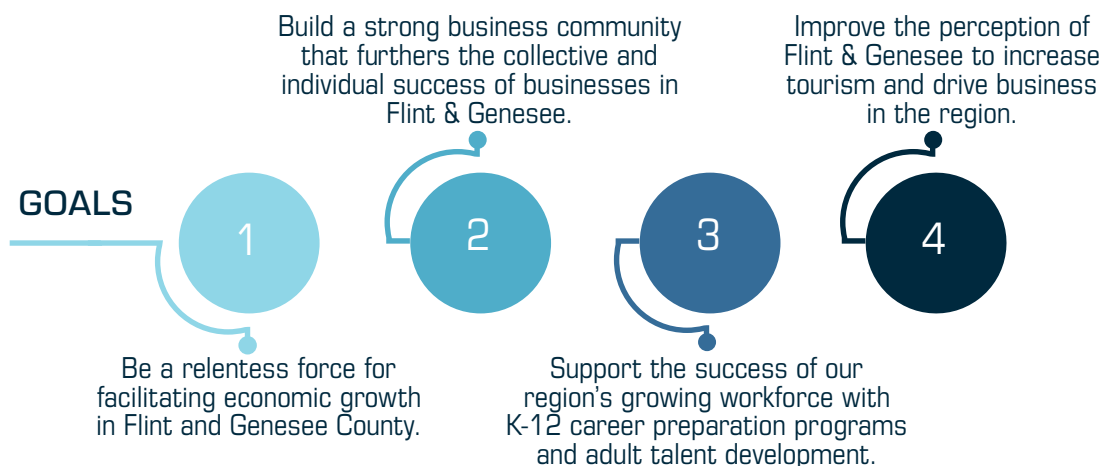 GOALS
1
Be a relentess force for
facilitating economic growth
in Flint and Genesee County.
Build a strong business community
that furthers the collective and
individual success of businesses in
Flint & Genesee.
2
3
Support the success of our
region's growing workforce with
K-12 career preparation programs
and adult talent development.
Improve the perception of
Flint & Genesee to increase
tourism and drive business
in the region.
4